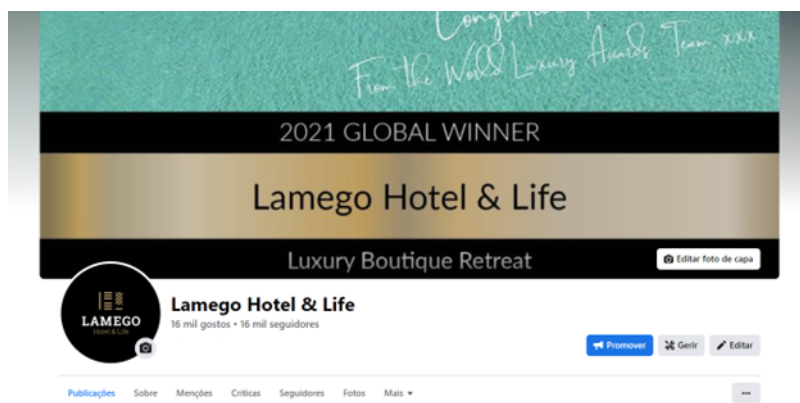 From the World Luxury Awards Team xxx
2021 GLOBAL WINNER
Lamego Hotel & Life
Luxury Boutique Retreat
Editar foto de capa
LAMEGO
Hotel & Life
Lamego Hotel & Life
16 mil gostos • 16 mil seguidores
Promover Gerir Editar
Publicações Sobre Menções Críticas Seguidores Fotos Mais